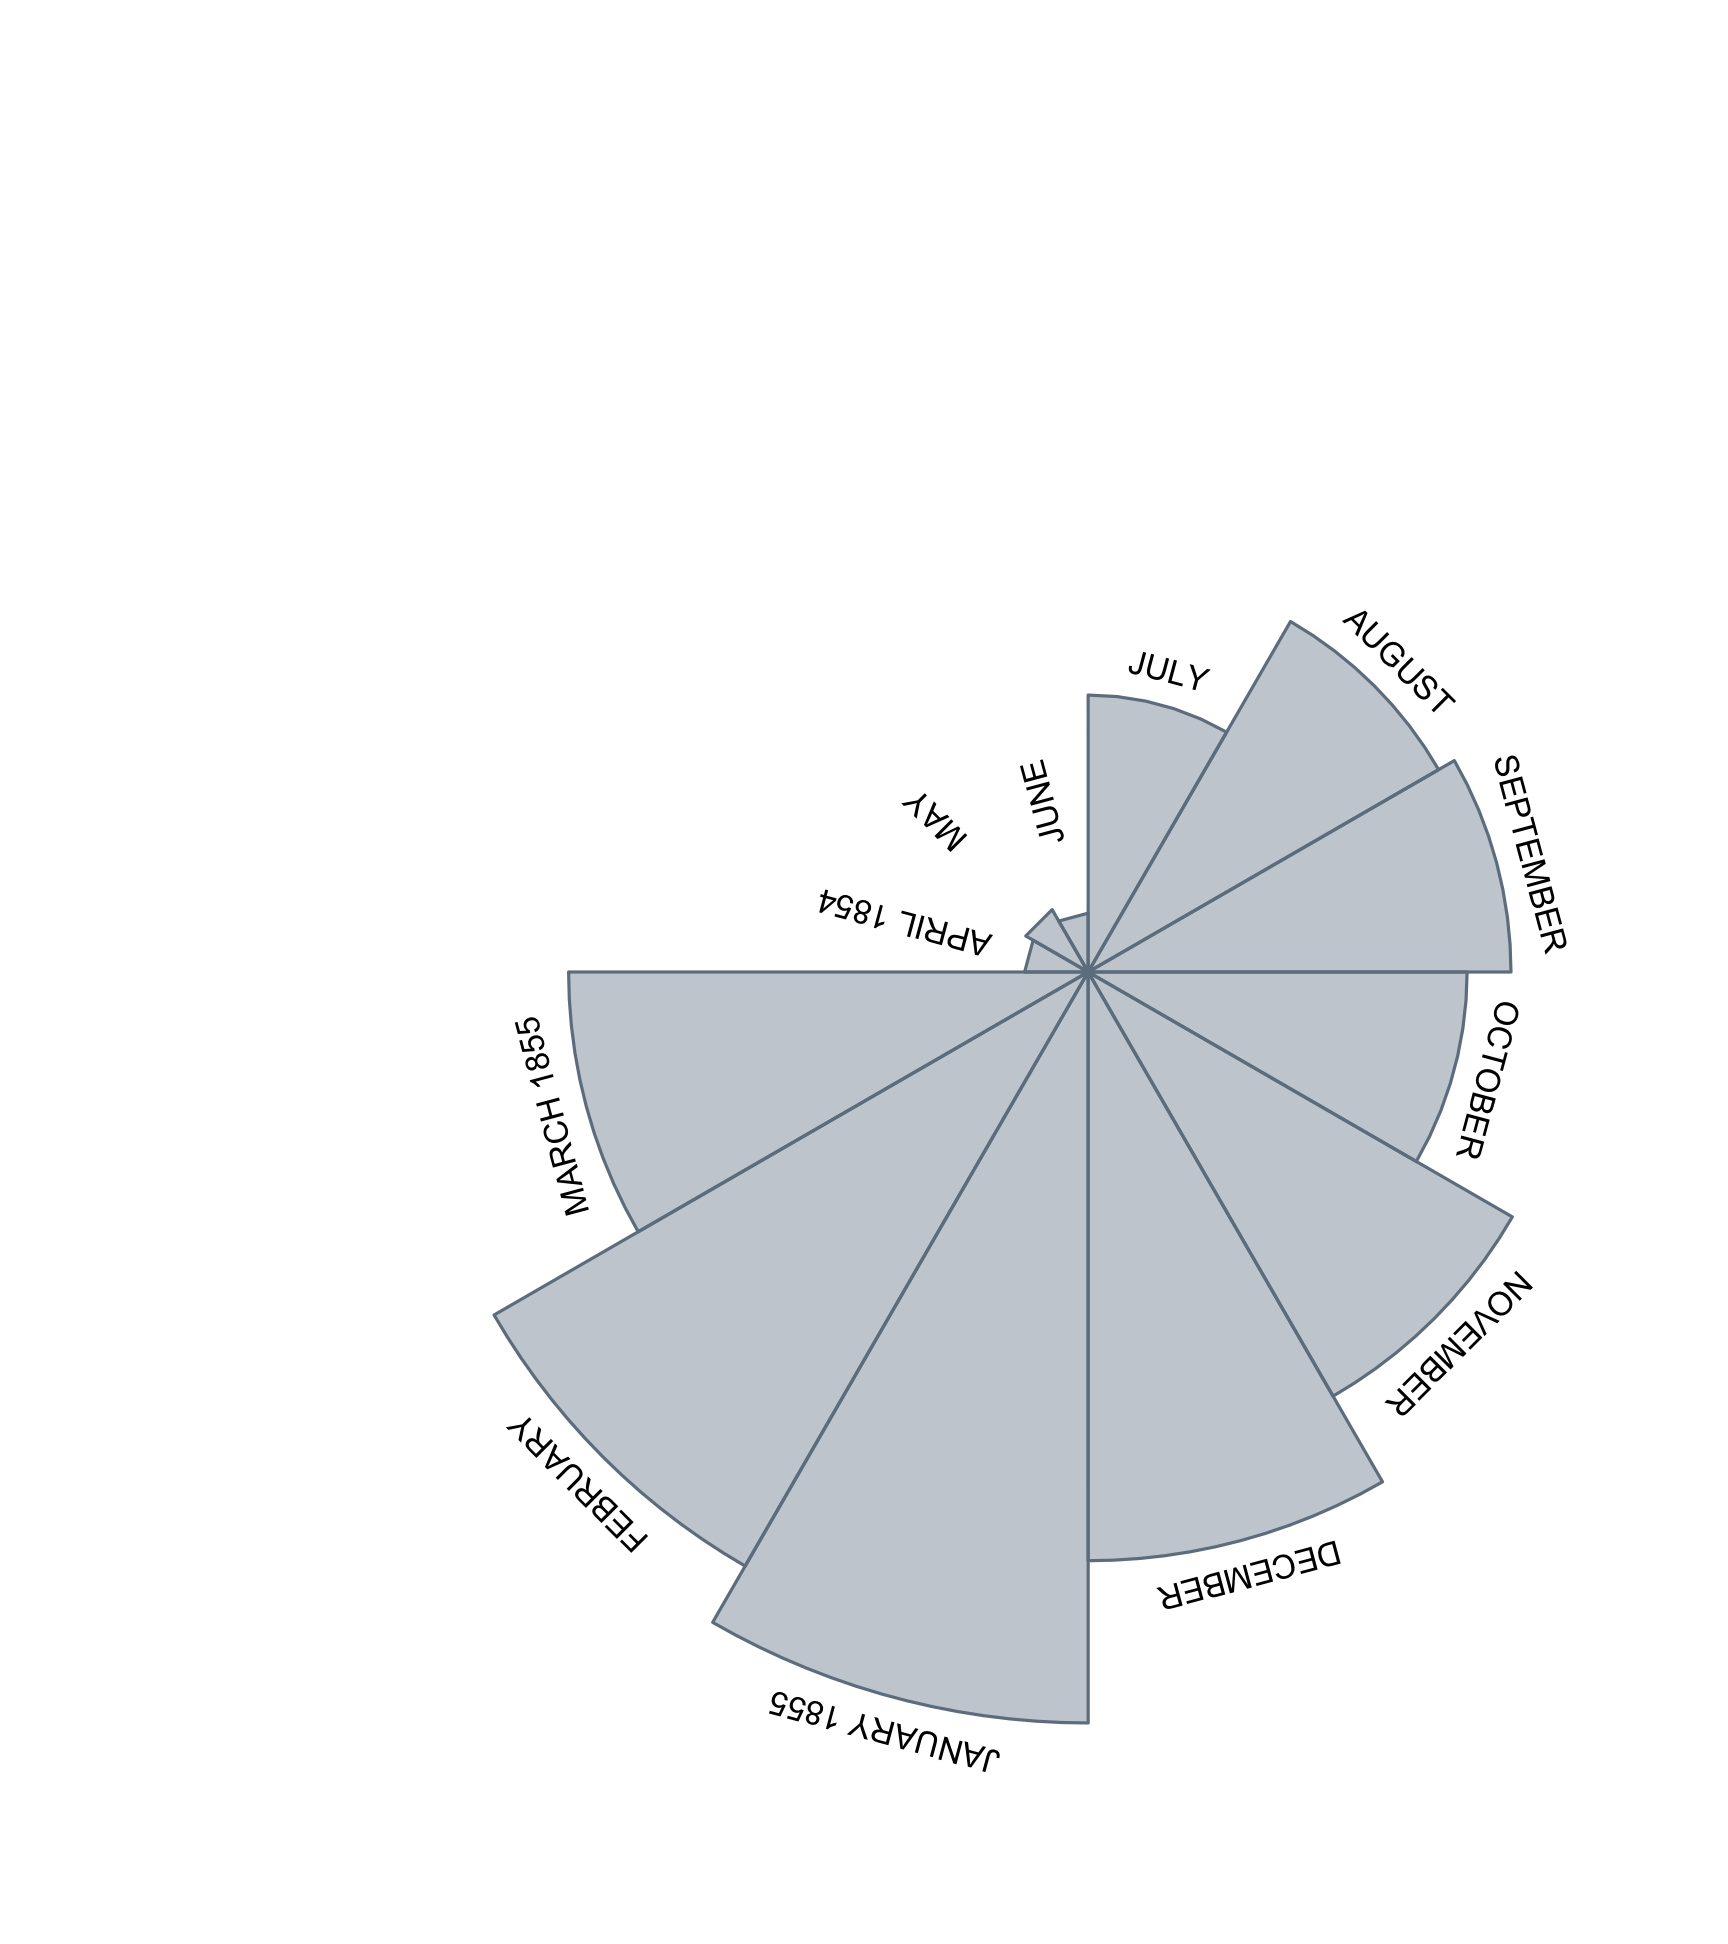 APRIL 1854
MAY
JUNE
JULY
AUGUST
SEPTEMBER
OCTOBER
NOVEMBER
DECEMBER
JANUARY 1855
FEBRUARY
MARCH 1855